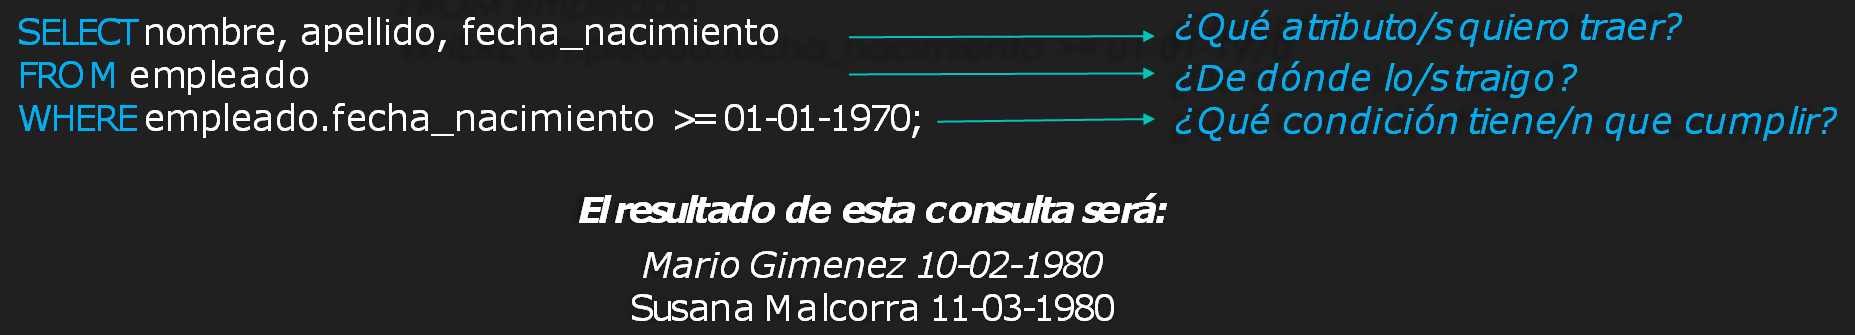 SELECT nombre, apellido, fecha_nacimiento ¿Qué atributo/s quiero traer?
FROM empleado ¿De dónde lo/s traigo?
WHERE empleado.fecha_nacimiento >= 01-01-1970; ¿Qué condición tiene/n que cumplir?
El resultado de esta consulta será:
Mario Gimenez 10-02-1980
Susana Malcorra 11-03-1980